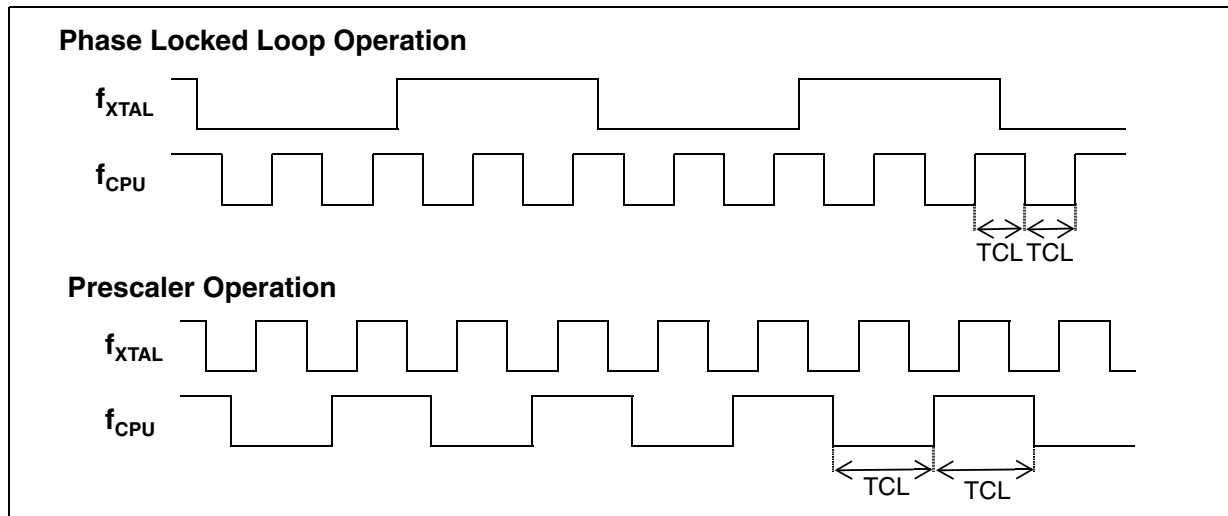 Phase Locked Loop Operation
fXTAL
fCPU
TCL TCL
Prescaler Operation
fXTAL
fCPU
TCL TCL